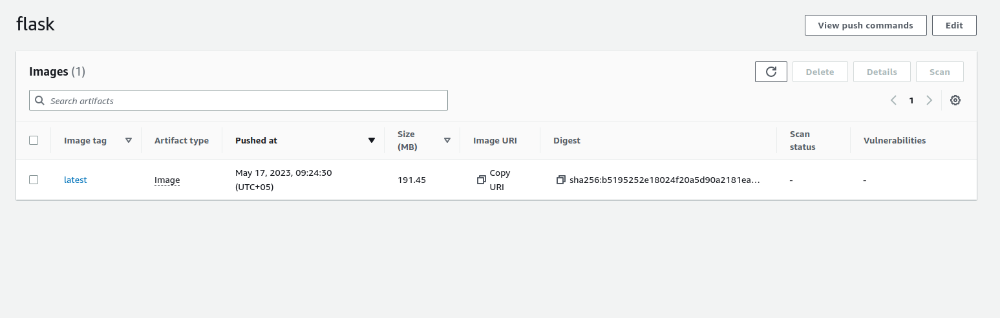 flask
View push commands
Edit
Images (1)
Delete
Details
Scan
Search artifacts
1
Image tag
Artifact type
Pushed at
Size
(MB)
Image URI
Digest
Scan
status
Vulnerabilities
latest
Image
May 17, 2023, 09:24:30
(UTC+05)
191.45
Copy
URI
sha256:b5195252e18024f20a5d90a2181ea…
-
-